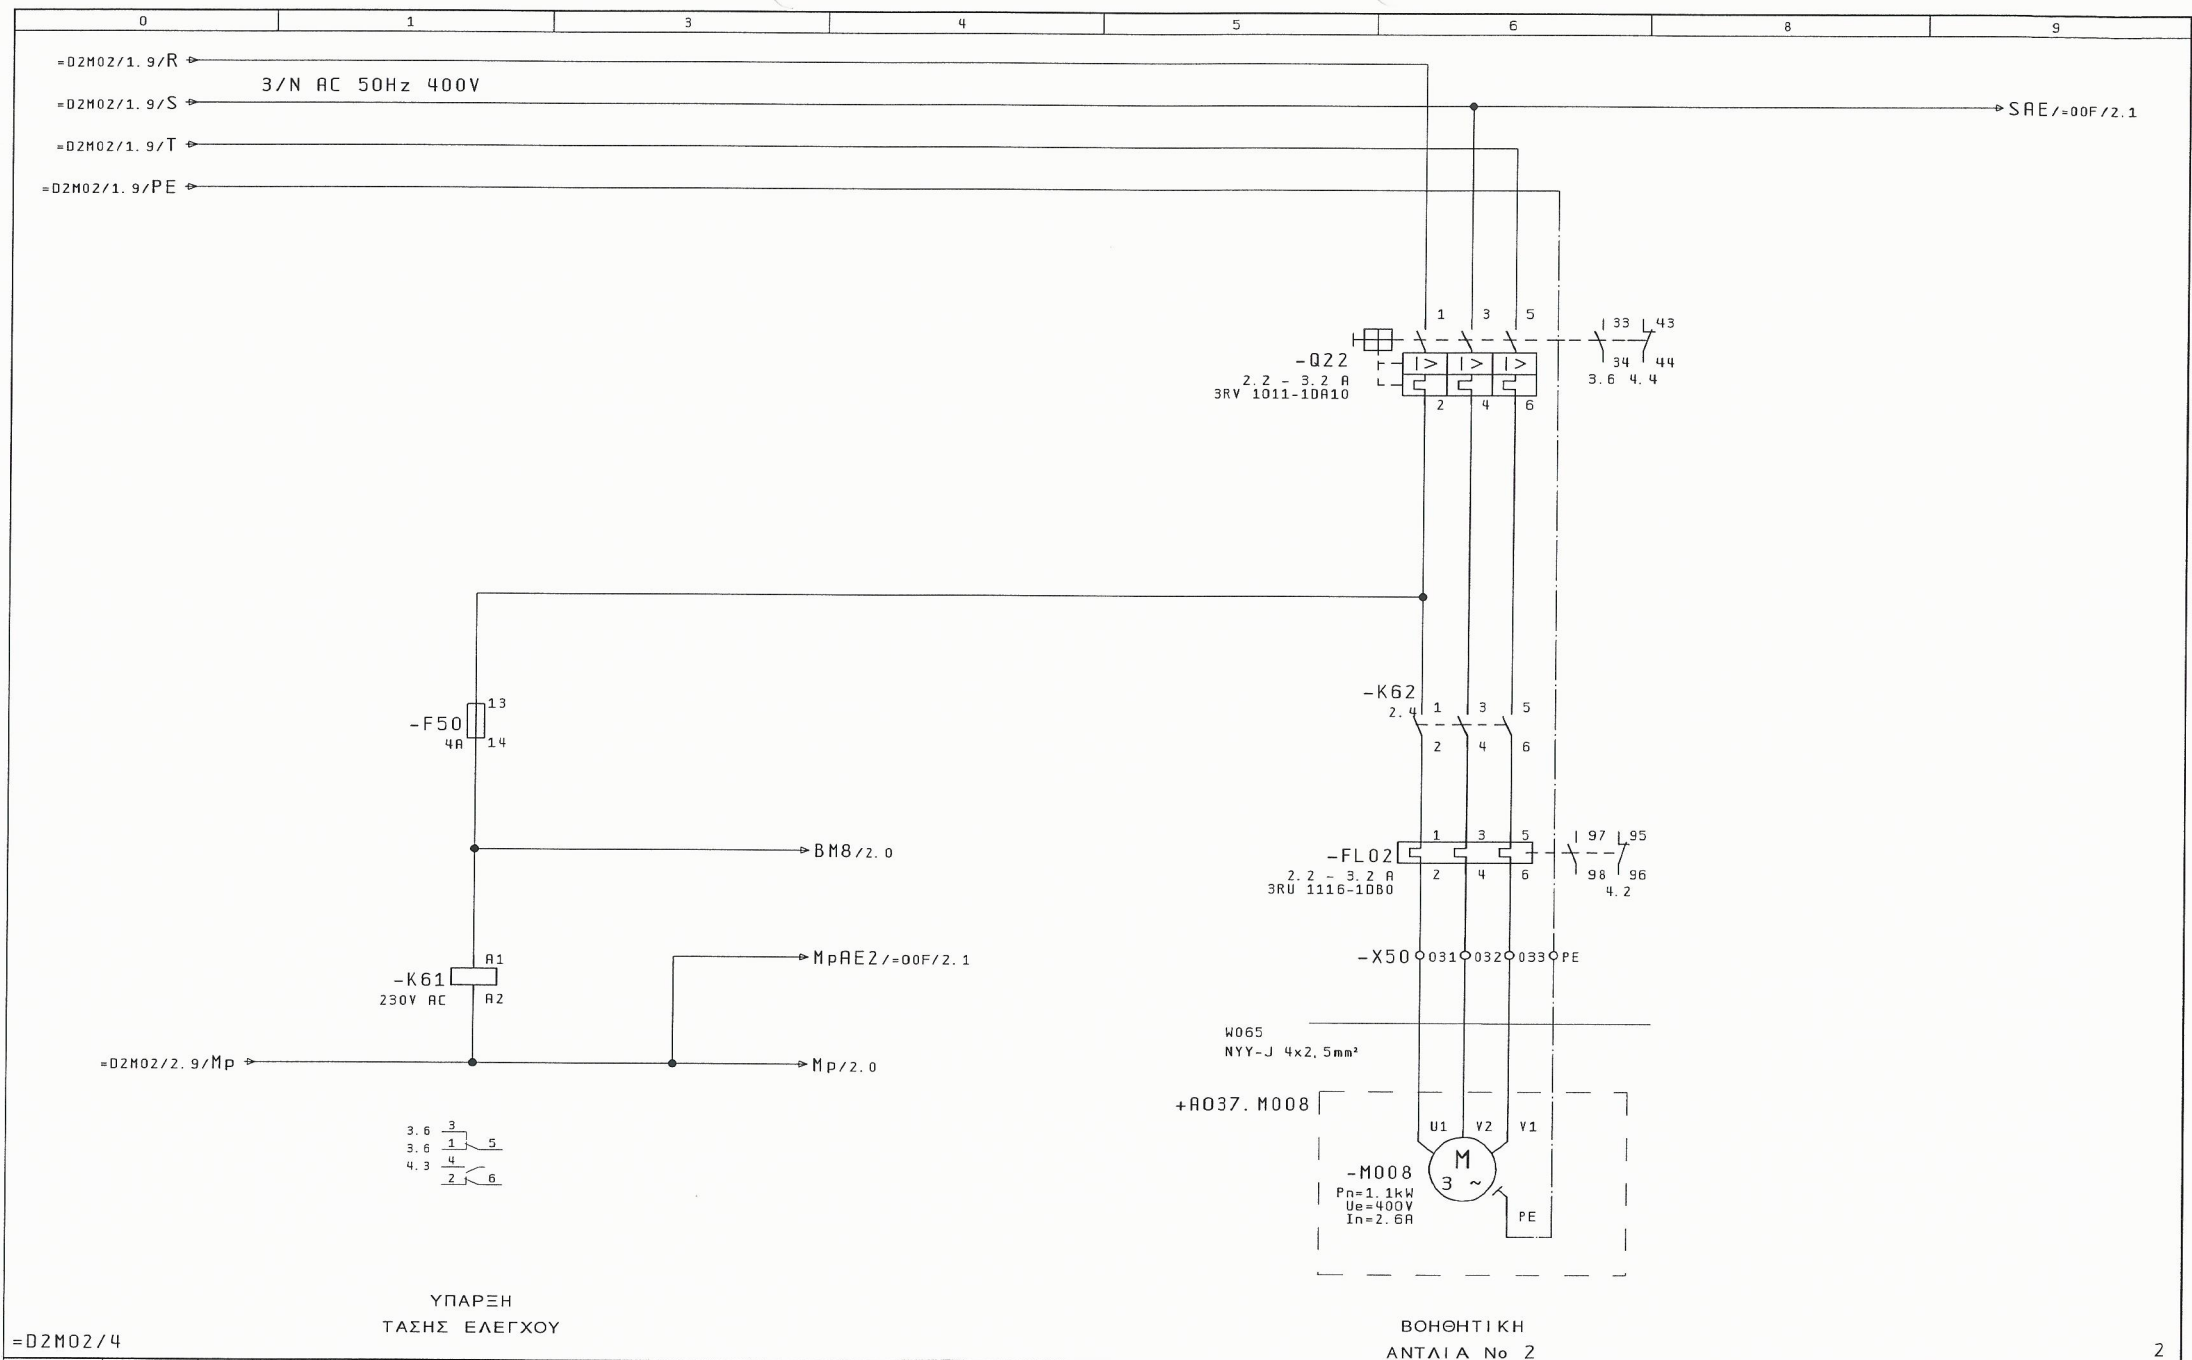 0 1 3 4 5 6 8 9
=D2M02/1.9/R
3/N AC 50Hz 400V
=D2M02/1.9/S
SAE/=00F/2.1
=D2M02/1.9/T
=D2M02/1.9/PE
1 3 5
33 43
-Q22
34 44
2.2 - 3.2 A
3.6 4.4
3RV 1011-1DA10
I> I> I>
2 4 6
-K62
2.4
1 3 5
2 4 6
13
-F50
4A
14
1 3 5
97 95
-FL02
2.2 - 3.2 A
3RU 1116-1DB0
2 4 6
98 96
4.2
BM8/2.0
MpAE2/=00F/2.1
-X50 031 032 033 PE
A1
-K61
230V AC
A2
W065
NYY-J 4x2,5mm²
=D2M02/2.9/Mp
Mp/2.0
+A037.M008
U1 V2 V1
3.6 3
3.6 1 5
4.3 4
2 6
M
3 ~
-M008
Pn=1.1kW
Ue=400V
In=2.6A
PE
ΥΠΑΡΞΗ
ΤΑΣΗΣ ΕΛΕΓΧΟΥ
ΒΟΗΘΗΤΙΚΗ
ΑΝΤΛΙΑ No 2
=D2M02/4
2